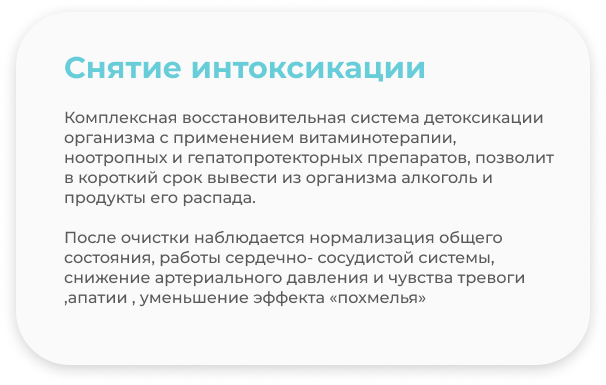 Снятие интоксикации
Комплексная восстановительная система детоксикации
организма с применением витаминотерапии,
ноотропных и гепатопротекторных препаратов, позволит
в короткий срок вывести из организма алкоголь и
продукты его распада.
После очистки наблюдается нормализация общего
состояния, работы сердечно- сосудистой системы,
снижение артериального давления и чувства тревоги
,апатии , уменьшение эффекта «похмелья»